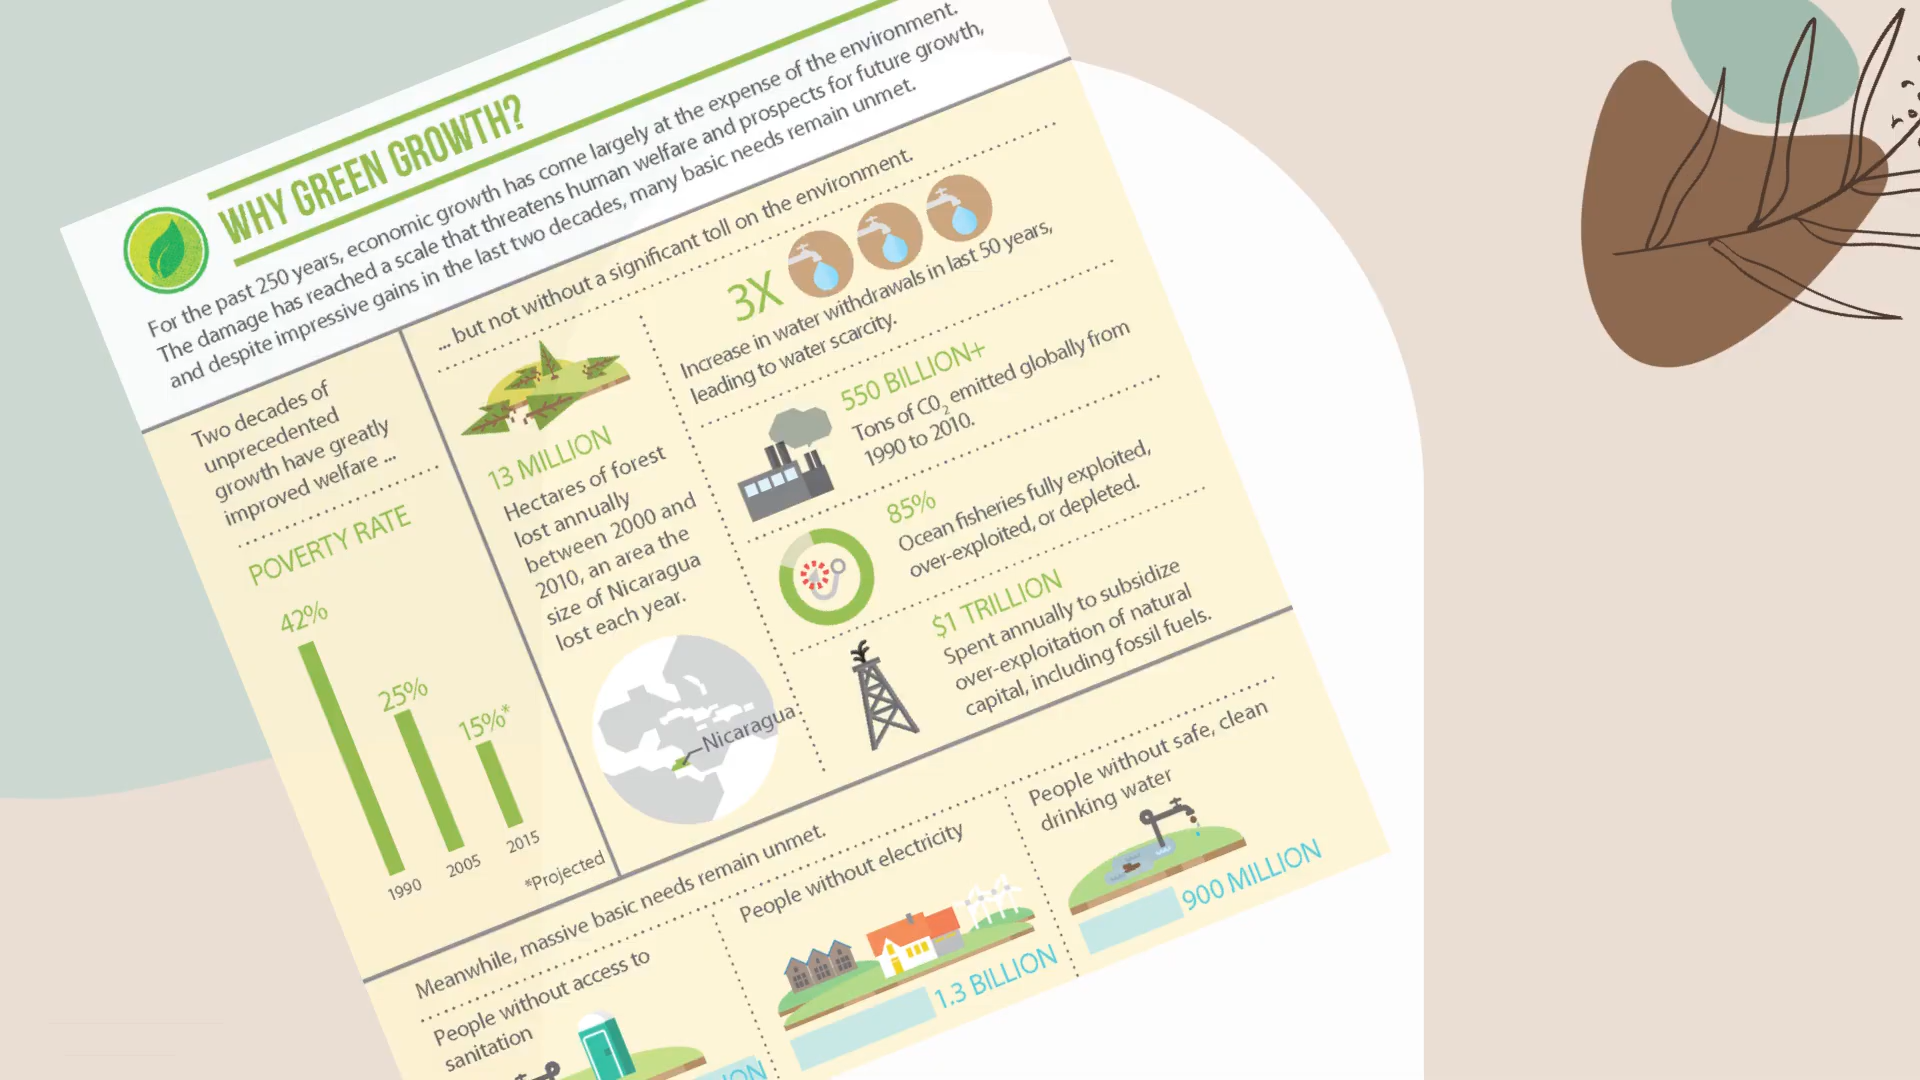 WHY GREEN GROWTH?
For the past 250 years, economic growth has come largely at the expense of the environment.
The damage has reached a scale that threatens human welfare and prospects for future growth,
and despite impressive gains in the last two decades, many basic needs remain unmet.
Two decades of
unprecedented
growth have greatly
improved welfare ...
POVERTY RATE
42%
25%
15%*
1990
2005
2015
*Projected
... but not without a significant toll on the environment.
13 MILLION
Hectares of forest
lost annually
between 2000 and
2010, an area the
size of Nicaragua
lost each year.
Nicaragua
3X
Increase in water withdrawals in last 50 years,
leading to water scarcity.
550 BILLION+
Tons of C0₂ emitted globally from
1990 to 2010.
85%
Ocean fisheries fully exploited,
over-exploited, or depleted.
$1 TRILLION
Spent annually to subsidize
over-exploitation of natural
capital, including fossil fuels.
Meanwhile, massive basic needs remain unmet.
People without access to
sanitation
People without electricity
1.3 BILLION
People without safe, clean
drinking water
900 MILLION